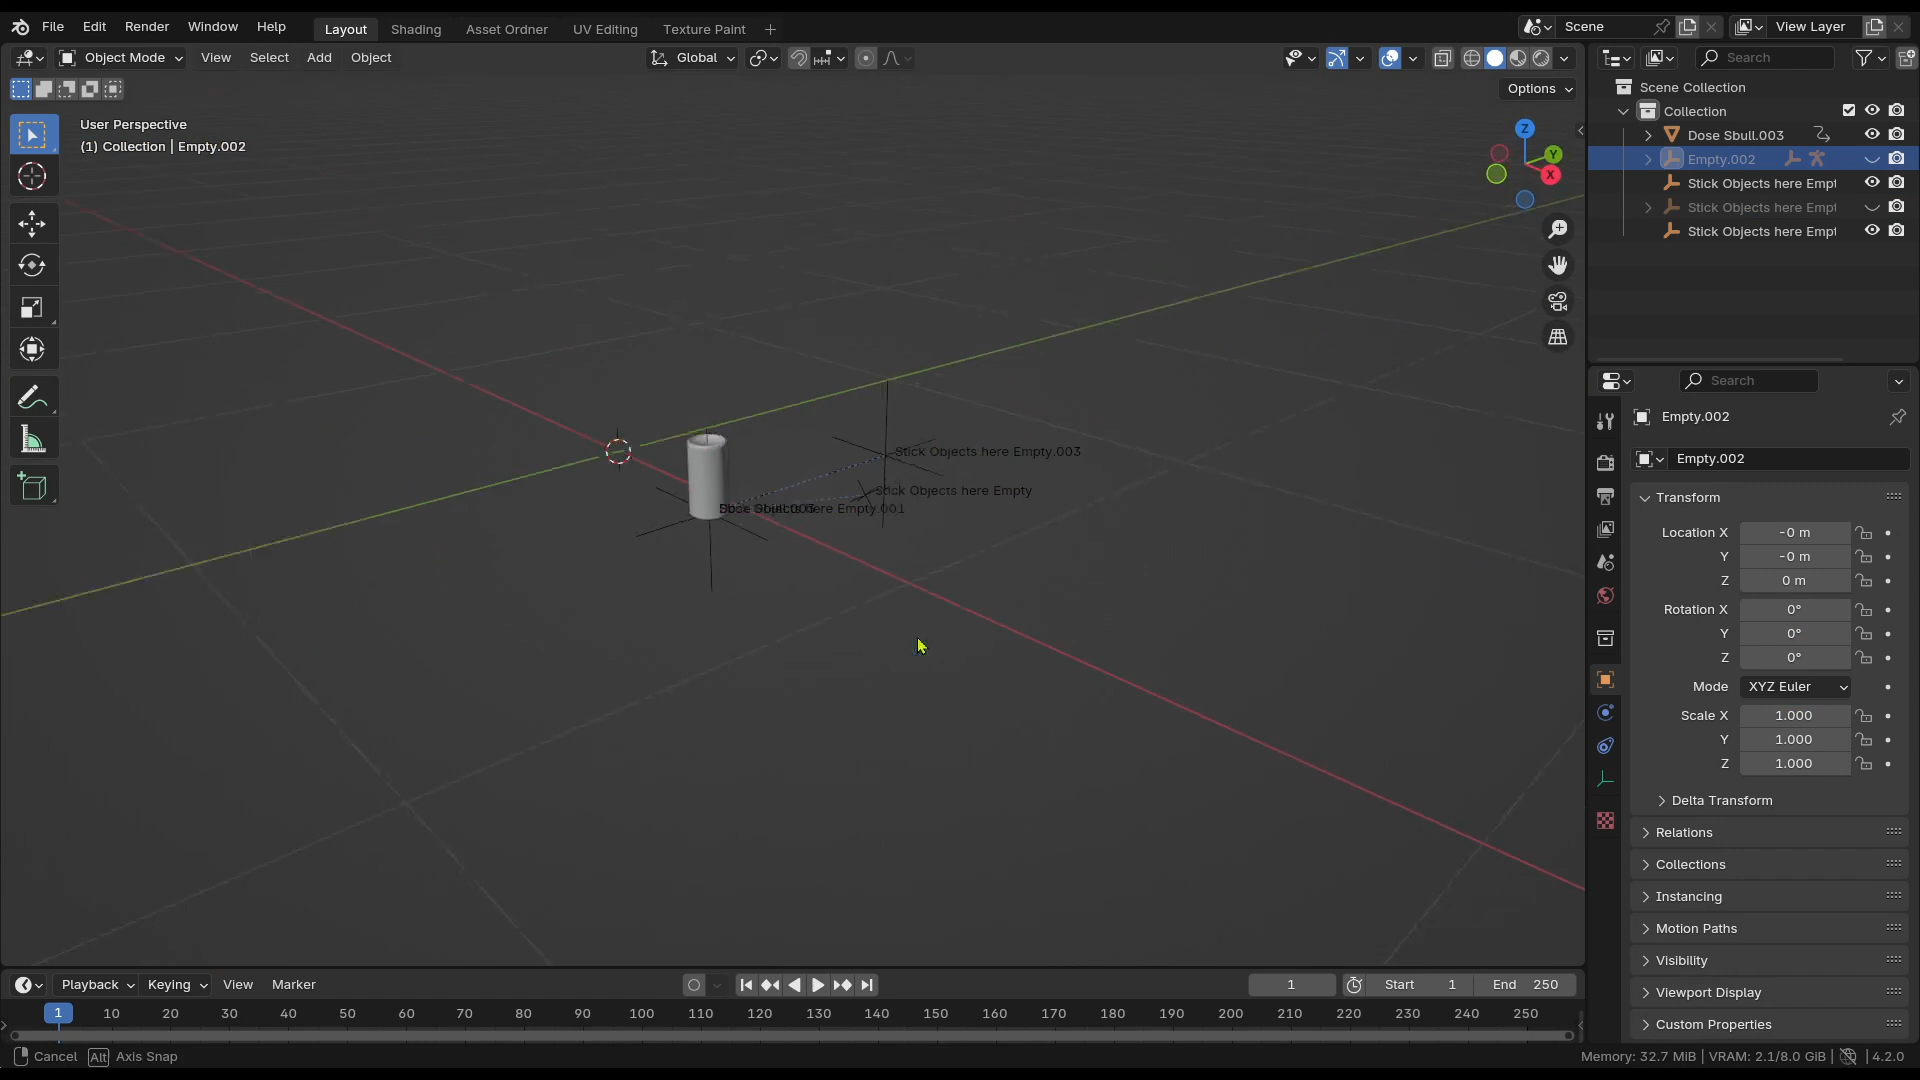 File Edit Render Window Help Layout Shading Asset Ordner UV Editing Texture Paint + Scene View Layer
Object Mode View Select Add Object Global Search
Options
User Perspective
(1) Collection | Empty.002
Z
Y
X
Scene Collection
Collection
Dose Sbull.003
Empty.002
Stick Objects here Empt
Stick Objects here Empt
Stick Objects here Empt
Stick Objects here Empty.003
Stick Objects here Empty
Search
Empty.002
Empty.002
Transform
Location X -0 m
Y -0 m
Z 0 m
Rotation X 0°
Y 0°
Z 0°
Mode XYZ Euler
Scale X 1.000
Y 1.000
Z 1.000
Delta Transform
Relations
Collections
Instancing
Motion Paths
Visibility
Viewport Display
Custom Properties
Playback Keying View Marker 1 Start 1 End 250
1 10 20 30 40 50 60 70 80 90 100 110 120 130 140 150 160 170 180 190 200 210 220 230 240 250
Cancel Alt Axis Snap Memory: 32.7 MiB | VRAM: 2.1/8.0 GiB | 4.2.0